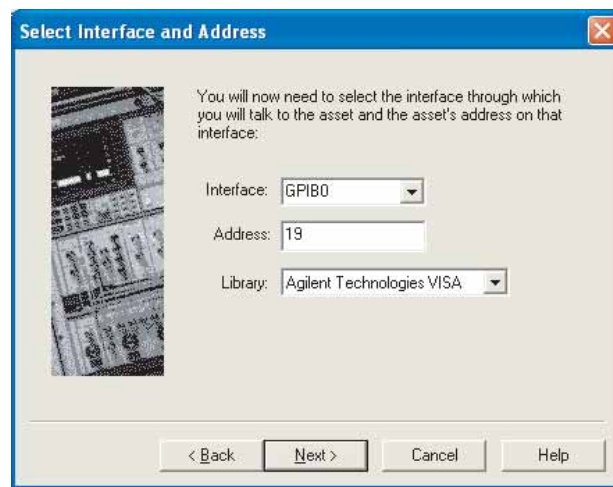 Select Interface and Address
You will now need to select the interface through which
you will talk to the asset and the asset's address on that
interface:
Interface: GPIB0
Address: 19
Library: Agilent Technologies VISA
< Back Next > Cancel Help